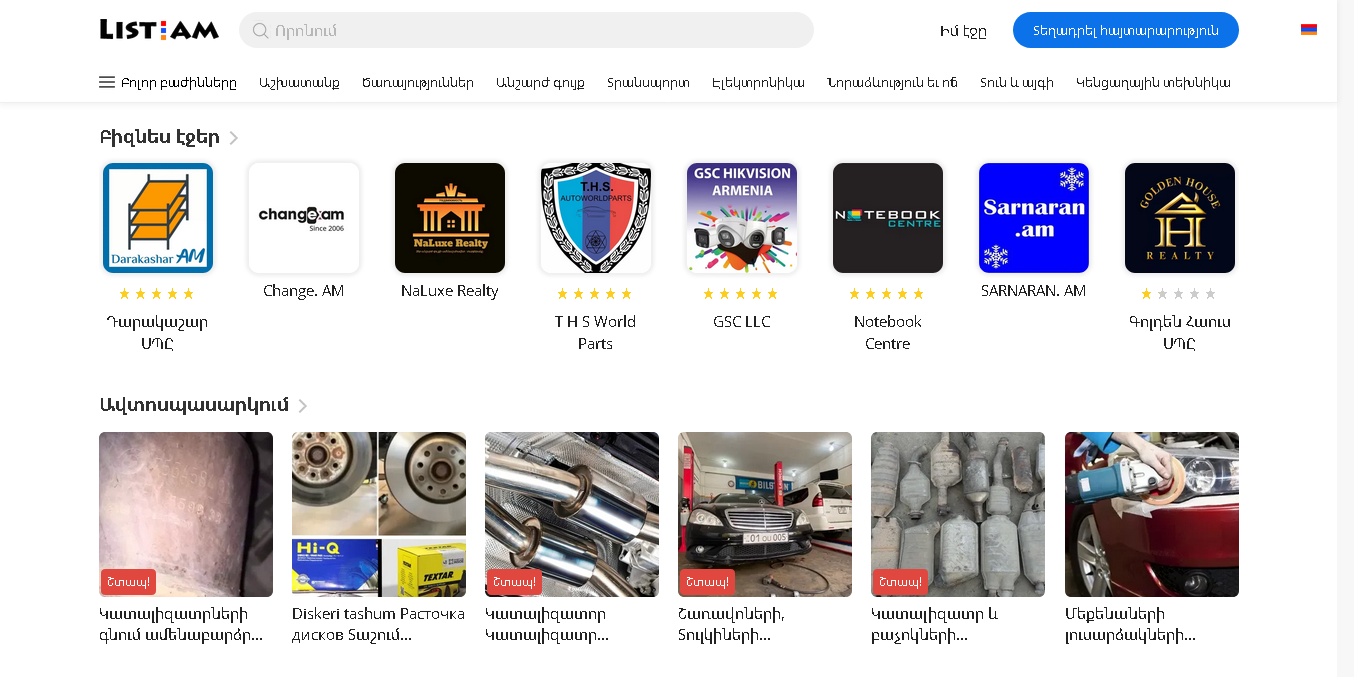 LIST.AM
Որոնում
Իմ էջը
Տեղադրել հայտարարություն
Բոլոր բաժինները
Աշխատանք
Ծառայություններ
Անշարժ գույք
Տրանսպորտ
Էլեկտրոնիկա
Նորաձևություն եւ ոճ
Տուն և այգի
Կենցաղային տեխնիկա
Բիզնես էջեր
Darakashar AM
change.am
Since 2006
NaLuxe Realty
T.H.S.
AUTOWORLDPARTS
GSC HIKVISION
ARMENIA
NOTEBOOK
CENTRE
Sarnaran
.am
GOLDEN HOUSE
REALTY
Դարակաշար
ՍՊԸ
Change. AM
NaLuxe Realty
T H S World
Parts
GSC LLC
Notebook
Centre
SARNARAN. AM
Գոլդեն Հաուս
ՍՊԸ
Ավտոսպասարկում
Շտապ!
Hi-Q
TEXTAR
Շտապ!
BILSTEIN
01 OU 005
Շտապ!
Շտապ!
Կատալիզատրների
գնում ամենաբարձր...
Diskeri tashum Расточка
дисков Տաշում...
Կատալիզատոր
Կատալիզատր...
Շառավոների,
Տուլկիների...
Կատալիզատր և
բաչոկների...
Մեքենաների
լուսարձակների...